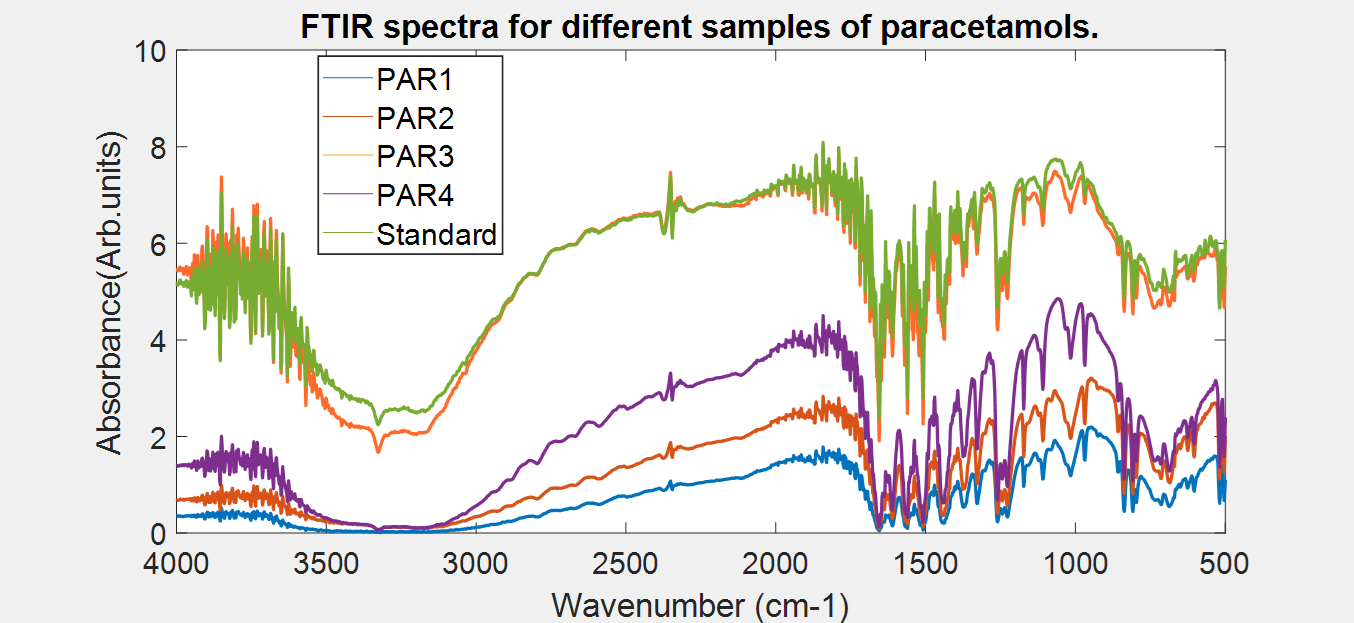 FTIR spectra for different samples of paracetamols.
10
8
6
4
2
0
Absorbance(Arb.units)
PAR1
PAR2
PAR3
PAR4
Standard
4000 3500 3000 2500 2000 1500 1000 500
Wavenumber (cm-1)